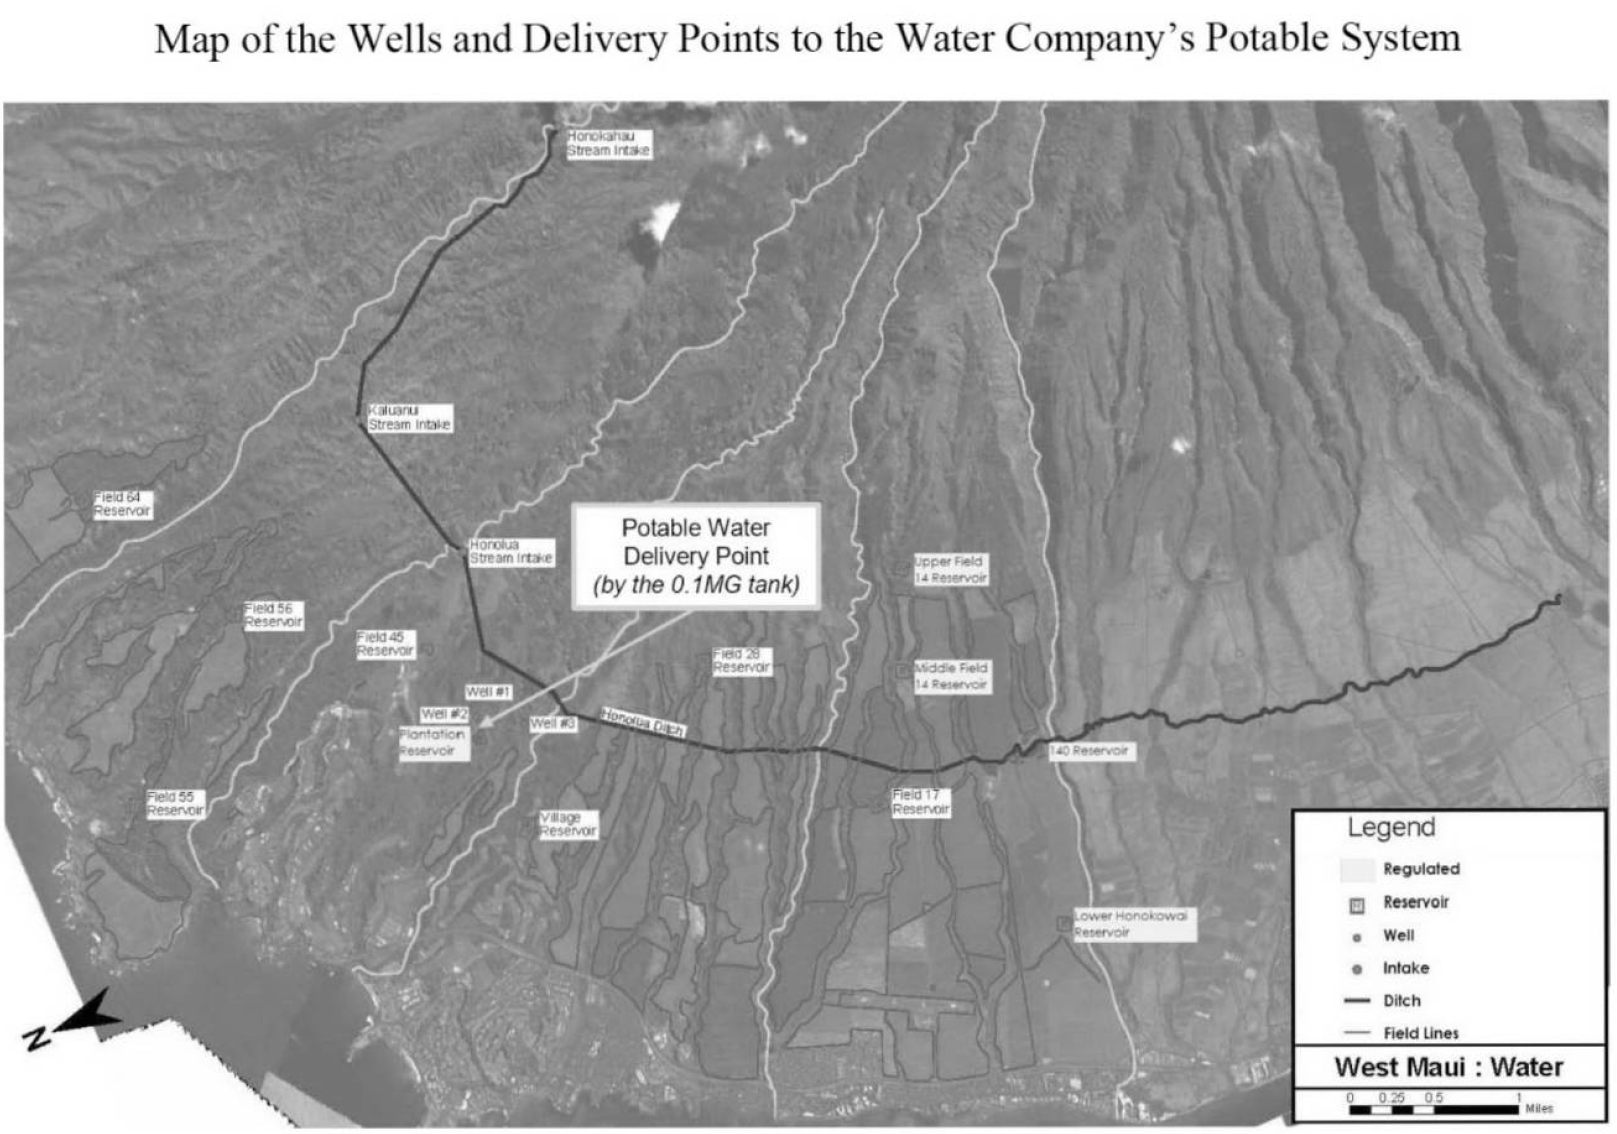 Map of the Wells and Delivery Points to the Water Company's Potable System
Honokahau
Stream Intake
Kaluanui
Stream Intake
Field 64
Reservoir
Honolua
Stream Intake
Potable Water
Delivery Point
(by the 0.1MG tank)
Upper Field
14 Reservoir
Field 56
Reservoir
Field 45
Reservoir
Field 28
Reservoir
Middle Field
14 Reservoir
Well #1
Well #2
Well #3
Honolua Ditch
Plantation
Reservoir
140 Reservoir
Field 55
Reservoir
Field 17
Reservoir
Village
Reservoir
Lower Honokowai
Reservoir
N
Legend
Regulated
Reservoir
Well
Intake
Ditch
Field Lines
West Maui : Water
0 0.25 0.5 1
Miles